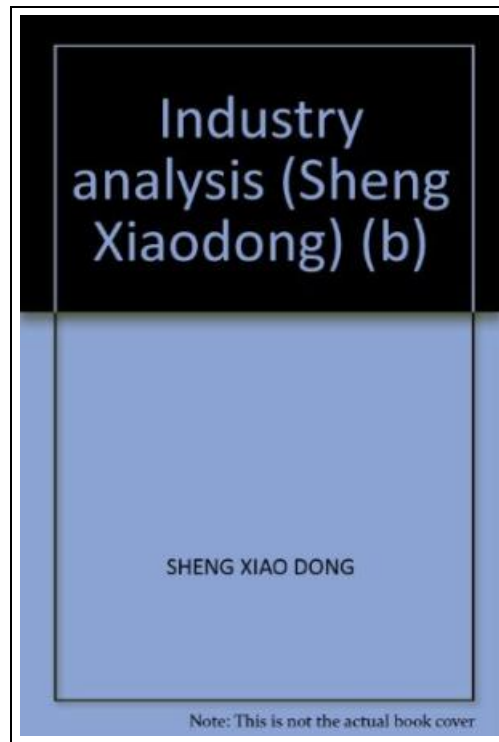 Industry
analysis (Sheng
Xiaodong) (b)
SHENG XIAO DONG
Note: This is not the actual book cover